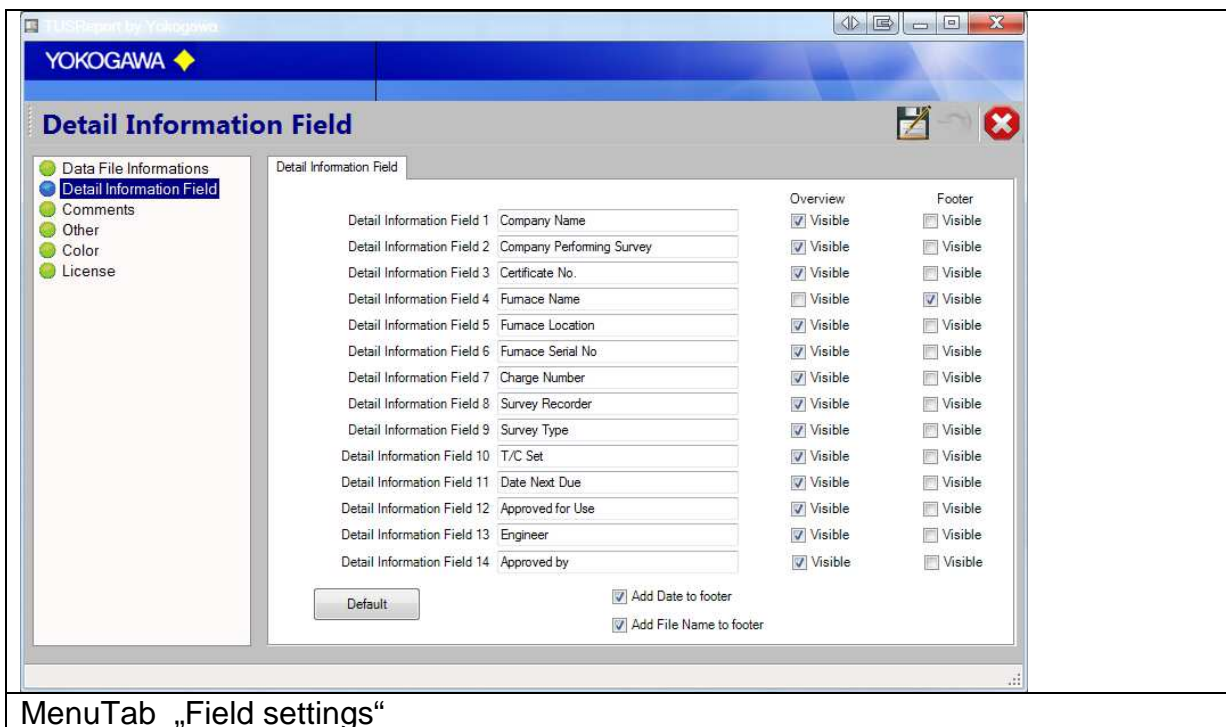 TUSReport by Yokogawa
YOKOGAWA
Detail Information Field
Data File Informations
Detail Information Field
Comments
Other
Color
License
Detail Information Field
Overview Footer
Detail Information Field 1 Company Name Visible Visible
Detail Information Field 2 Company Performing Survey Visible Visible
Detail Information Field 3 Certificate No. Visible Visible
Detail Information Field 4 Furnace Name Visible Visible
Detail Information Field 5 Furnace Location Visible Visible
Detail Information Field 6 Furnace Serial No Visible Visible
Detail Information Field 7 Charge Number Visible Visible
Detail Information Field 8 Survey Recorder Visible Visible
Detail Information Field 9 Survey Type Visible Visible
Detail Information Field 10 T/C Set Visible Visible
Detail Information Field 11 Date Next Due Visible Visible
Detail Information Field 12 Approved for Use Visible Visible
Detail Information Field 13 Engineer Visible Visible
Detail Information Field 14 Approved by Visible Visible
Default
Add Date to footer
Add File Name to footer
MenuTab „Field settings“